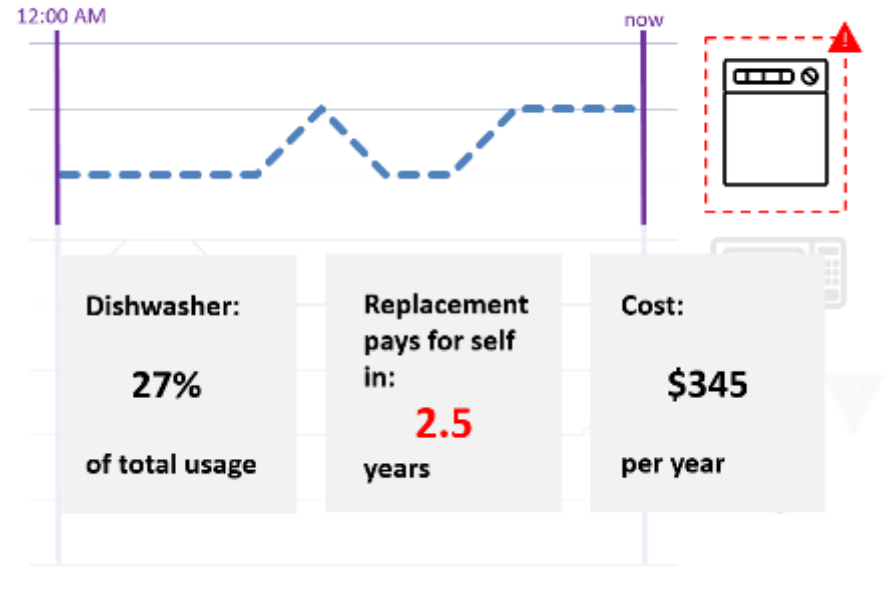 12:00 AM
now
!
Dishwasher:
27%
of total usage
Replacement
pays for self
in:
2.5
years
Cost:
$345
per year